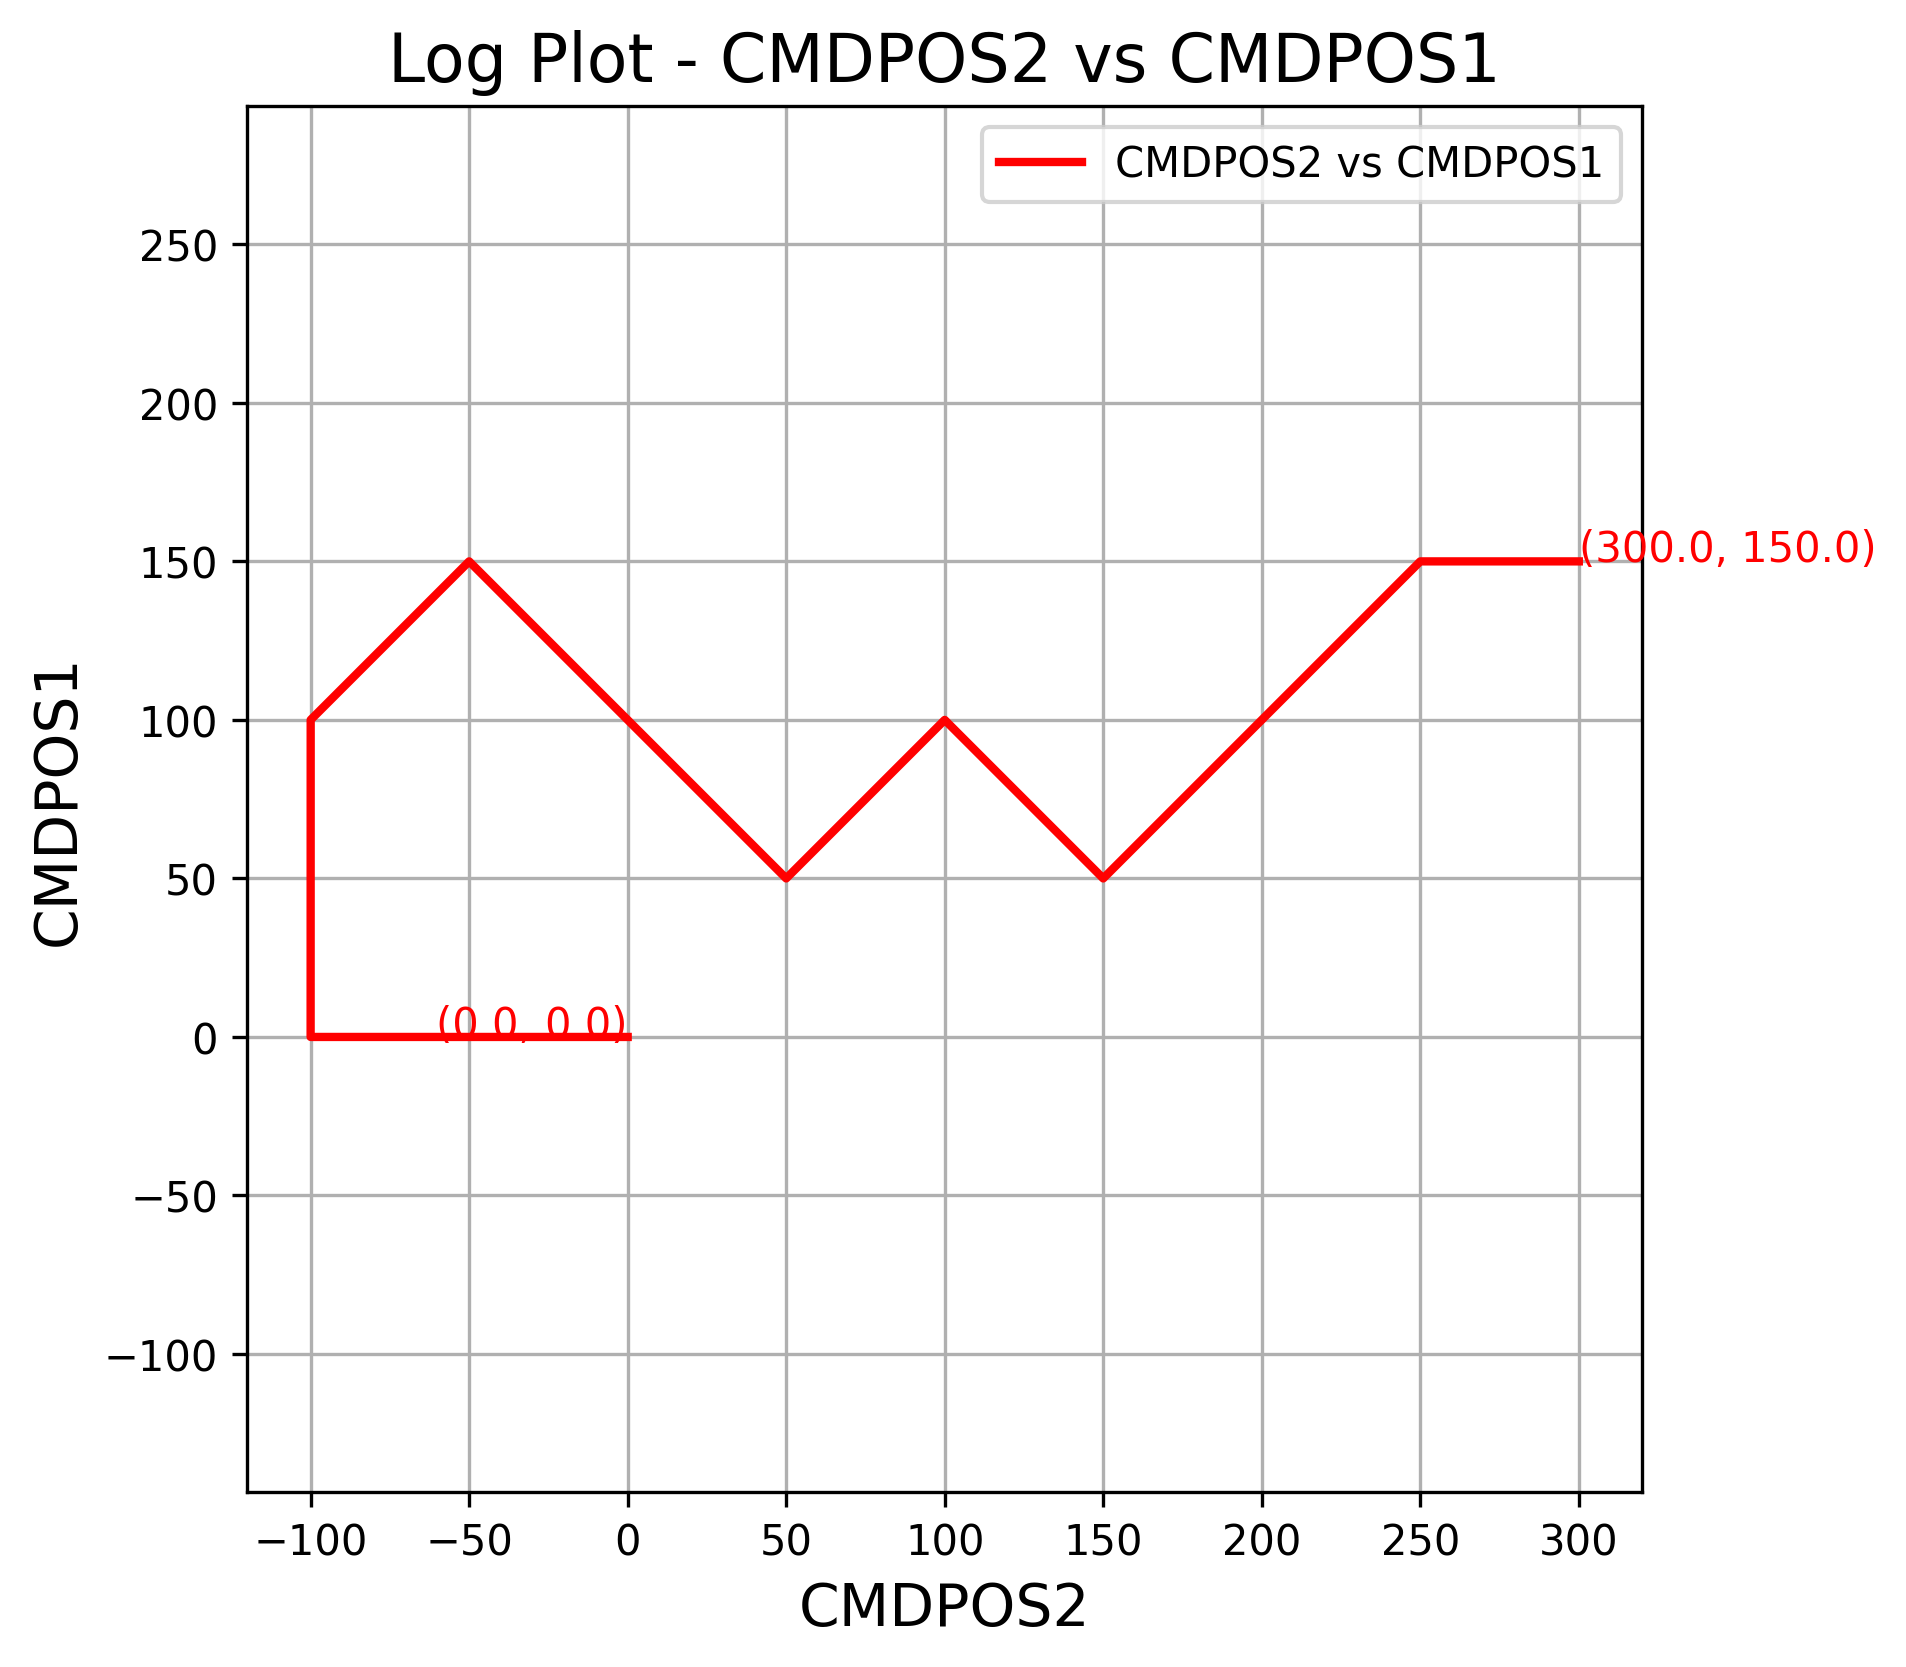 Log Plot - CMDPOS2 vs CMDPOS1
CMDPOS2 vs CMDPOS1
250
200
150
100
50
0
−50
−100
CMDPOS1
(300.0, 150.0)
(0.0, 0.0)
−100 −50 0 50 100 150 200 250 300
CMDPOS2